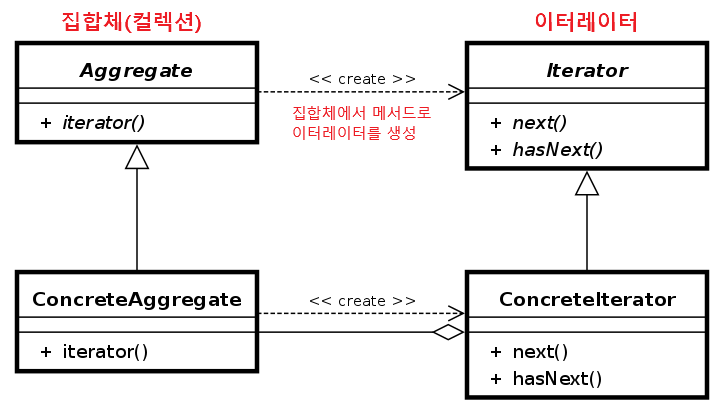 집합체(컬렉션)
이터레이터
Aggregate
<< create >>
Iterator
+ iterator()
집합체에서 메서드로
이터레이터를 생성
+ next()
+ hasNext()
ConcreteAggregate
<< create >>
ConcreteIterator
+ iterator()
+ next()
+ hasNext()